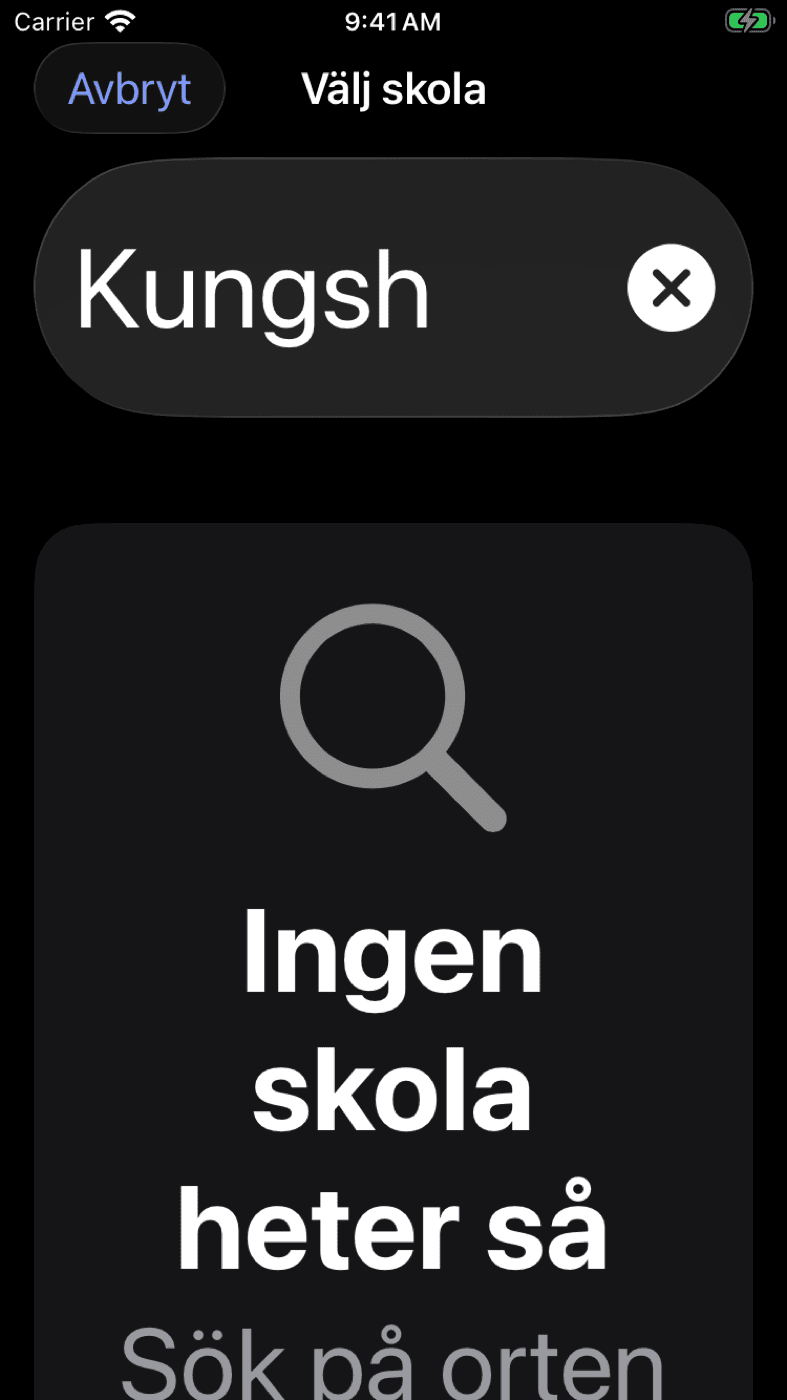 Carrier 9:41 AM
Avbryt Välj skola
Kungsh
Ingen
skola
heter så
Sök på orten